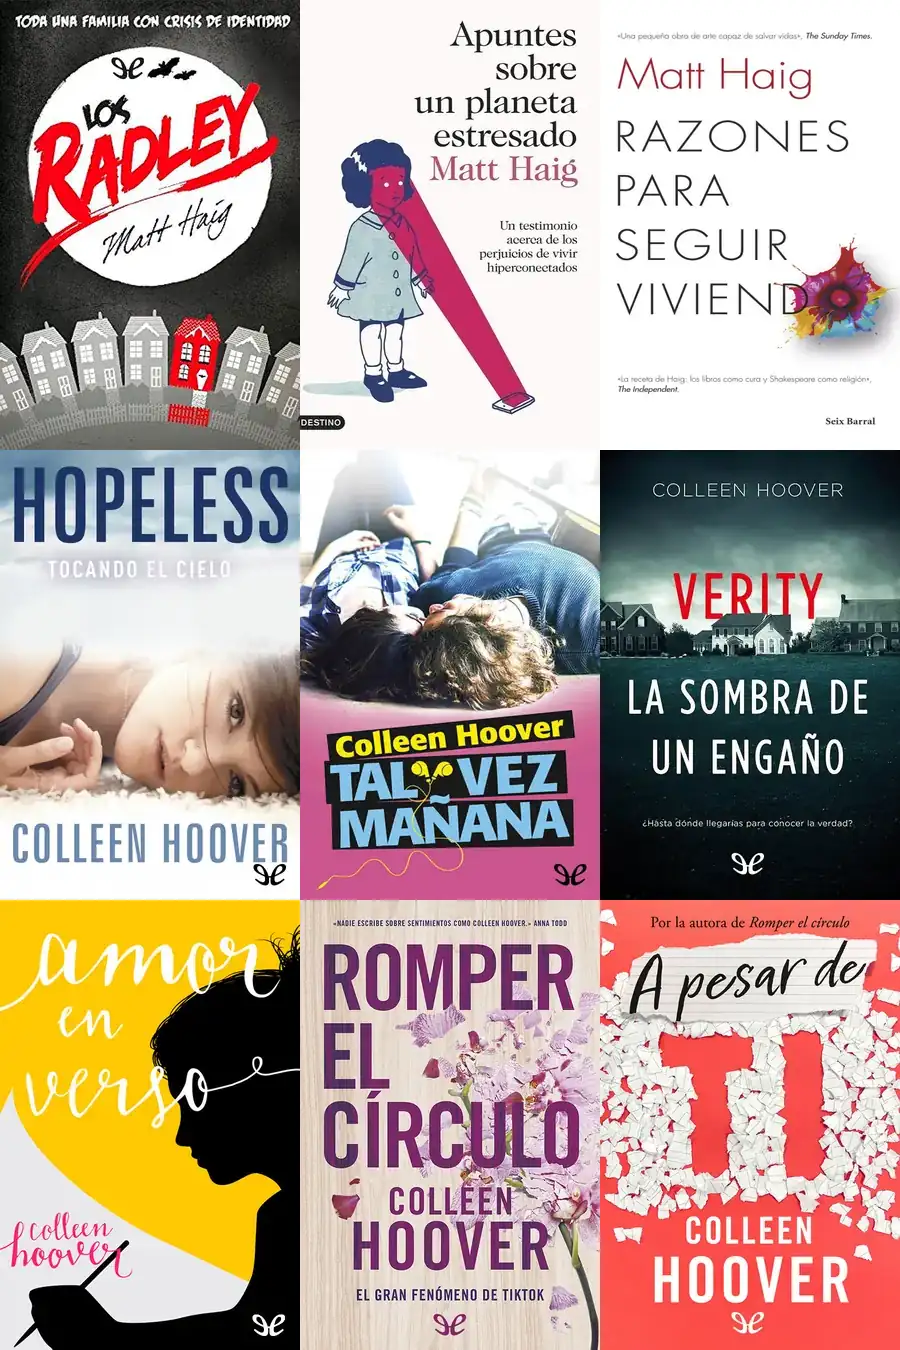 TODA UNA FAMILIA CON CRISIS DE IDENTIDAD
LOS
RADLEY
Matt Haig
Apuntes
sobre
un planeta
estresado
Matt Haig
Un testimonio
acerca de los
perjuicios de vivir
hiperconectados
DESTINO
«Una pequeña obra de arte capaz de salvar vidas», The Sunday Times.
Matt Haig
RAZONES
PARA
SEGUIR
VIVIENDO
«La receta de Haig: los libros como cura y Shakespeare como religión»,
The Independent.
Seix Barral
HOPELESS
TOCANDO EL CIELO
COLLEEN HOOVER
Colleen Hoover
TAL VEZ
MAÑANA
COLLEEN HOOVER
VERITY
LA SOMBRA DE
UN ENGAÑO
¿Hasta dónde llegarías para conocer la verdad?
amor
en
verso
colleen
hoover
«NADIE ESCRIBE SOBRE SENTIMIENTOS COMO COLLEEN HOOVER.» ANNA TODD
ROMPER
EL
CÍRCULO
COLLEEN
HOOVER
EL GRAN FENÓMENO DE TIKTOK
Por la autora de Romper el círculo
A pesar de
TI
COLLEEN
HOOVER